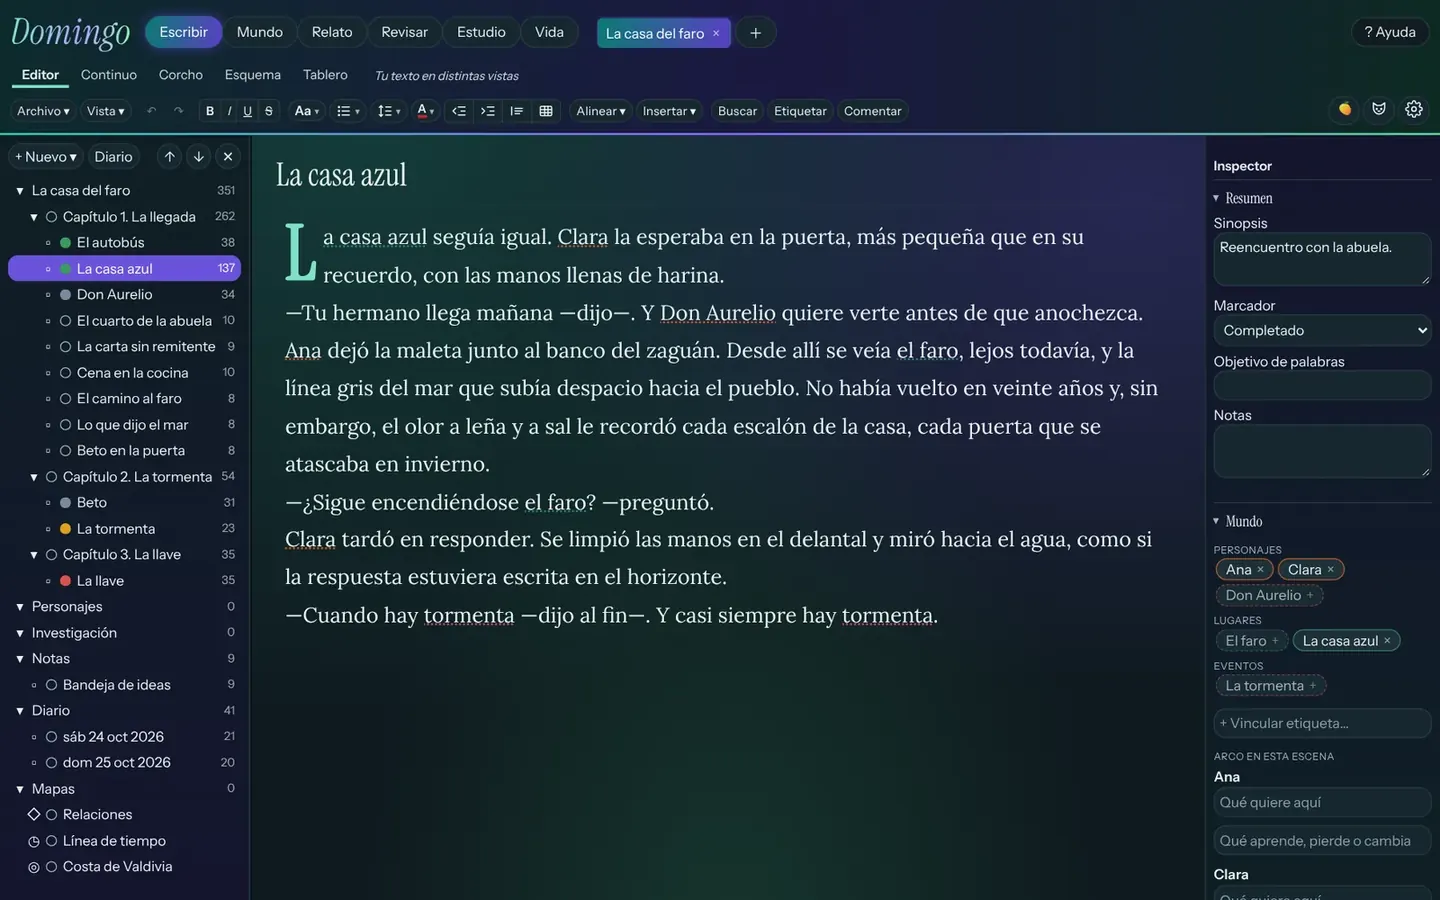 Domingo
Escribir
Mundo
Relato
Revisar
Estudio
Vida
La casa del faro ×
+
? Ayuda
Editor
Continuo
Corcho
Esquema
Tablero
Tu texto en distintas vistas
Archivo ▾
Vista ▾
B
I
U
S
Aa ▾
A ▾
Alinear ▾
Insertar ▾
Buscar
Etiquetar
Comentar
+ Nuevo ▾
Diario
La casa del faro 351
Capítulo 1. La llegada 262
El autobús 38
La casa azul 137
Don Aurelio 34
El cuarto de la abuela 10
La carta sin remitente 9
Cena en la cocina 10
El camino al faro 8
Lo que dijo el mar 8
Beto en la puerta 8
Capítulo 2. La tormenta 54
Beto 31
La tormenta 23
Capítulo 3. La llave 35
La llave 35
Personajes 0
Investigación 0
Notas 9
Bandeja de ideas 9
Diario 41
sáb 24 oct 2026 21
dom 25 oct 2026 20
Mapas 0
Relaciones
Línea de tiempo
Costa de Valdivia
La casa azul
La casa azul seguía igual. Clara la esperaba en la puerta, más pequeña que en su
recuerdo, con las manos llenas de harina.
—Tu hermano llega mañana —dijo—. Y Don Aurelio quiere verte antes de que anochezca.
Ana dejó la maleta junto al banco del zaguán. Desde allí se veía el faro, lejos todavía, y la
línea gris del mar que subía despacio hacia el pueblo. No había vuelto en veinte años y, sin
embargo, el olor a leña y a sal le recordó cada escalón de la casa, cada puerta que se
atascaba en invierno.
—¿Sigue encendiéndose el faro? —preguntó.
Clara tardó en responder. Se limpió las manos en el delantal y miró hacia el agua, como si
la respuesta estuviera escrita en el horizonte.
—Cuando hay tormenta —dijo al fin—. Y casi siempre hay tormenta.
Inspector
Resumen
Sinopsis
Reencuentro con la abuela.
Marcador
Completado
Objetivo de palabras
Notas
Mundo
PERSONAJES
Ana ×
Clara ×
Don Aurelio +
LUGARES
El faro +
La casa azul ×
EVENTOS
La tormenta +
+ Vincular etiqueta...
ARCO EN ESTA ESCENA
Ana
Qué quiere aquí
Qué aprende, pierde o cambia
Clara
Qué quiere aquí